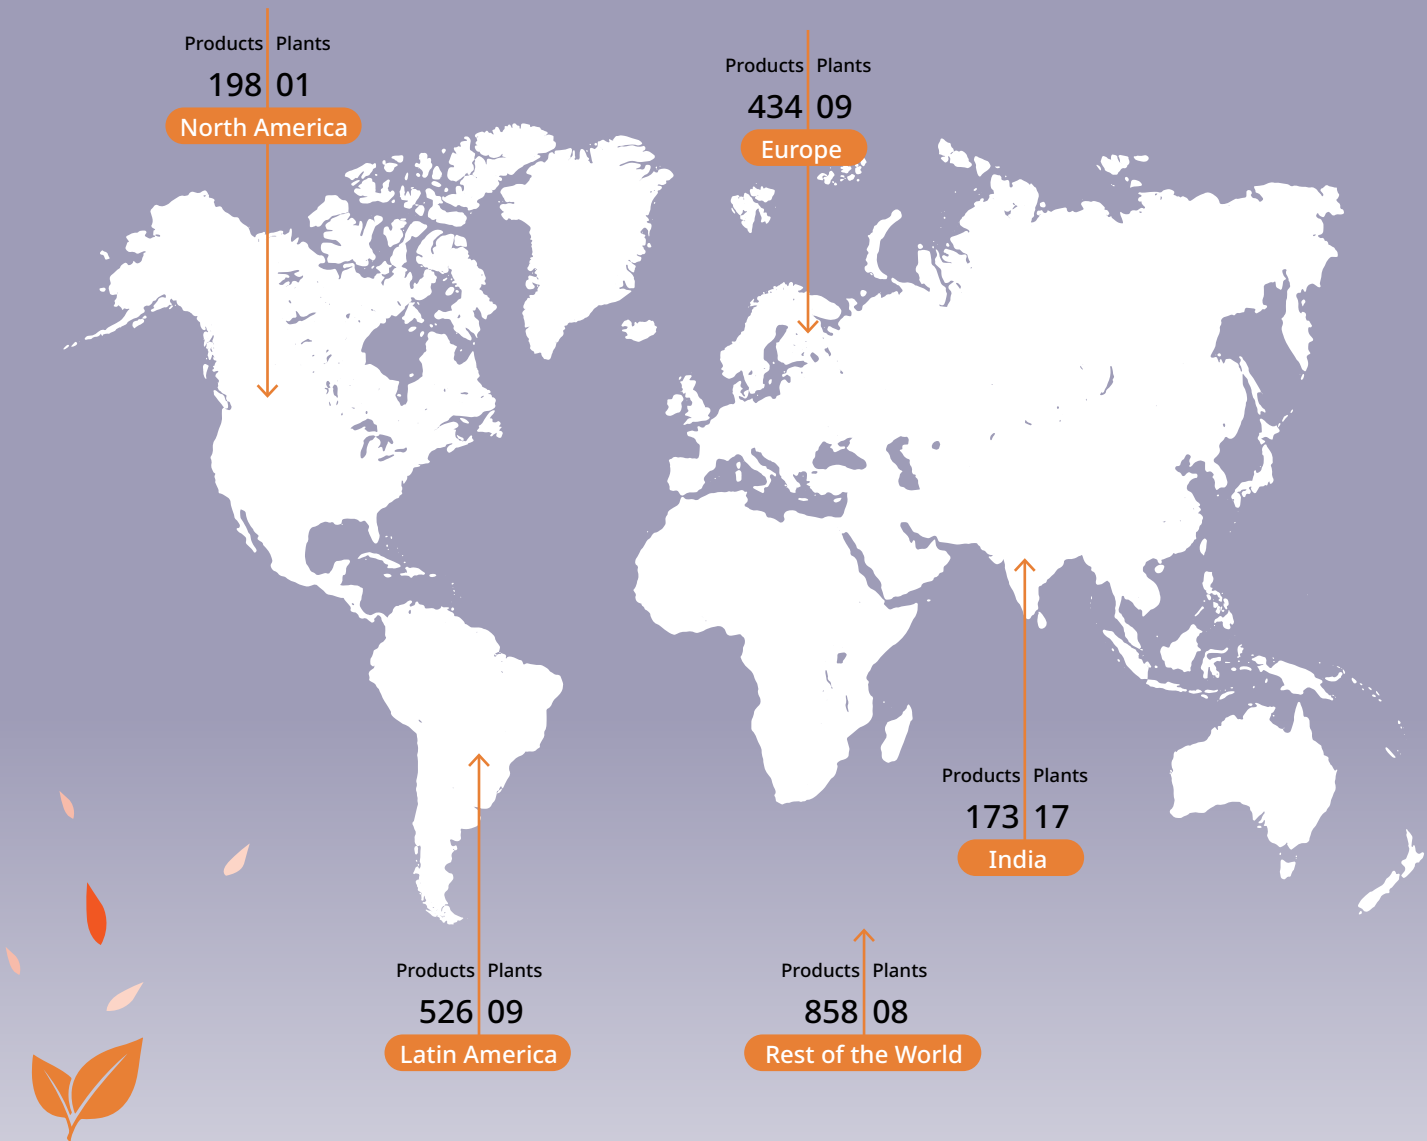 Products Plants
198 01
North America
Products Plants
434 09
Europe
Products Plants
173 17
India
Products Plants
526 09
Latin America
Products Plants
858 08
Rest of the World